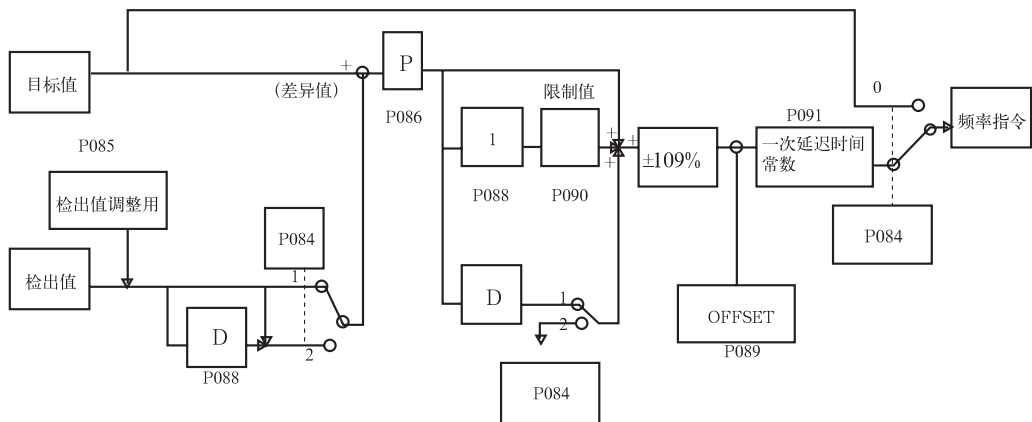 目标值
+
(差异值)
P
P086
P085
检出值调整用
检出值
P084
1
D
P088
2
限制值
1
P088
P090
+
+
+
±109%
D
1
2
P084
OFFSET
P089
P091
一次延迟时间
常数
0
P084
频率指令